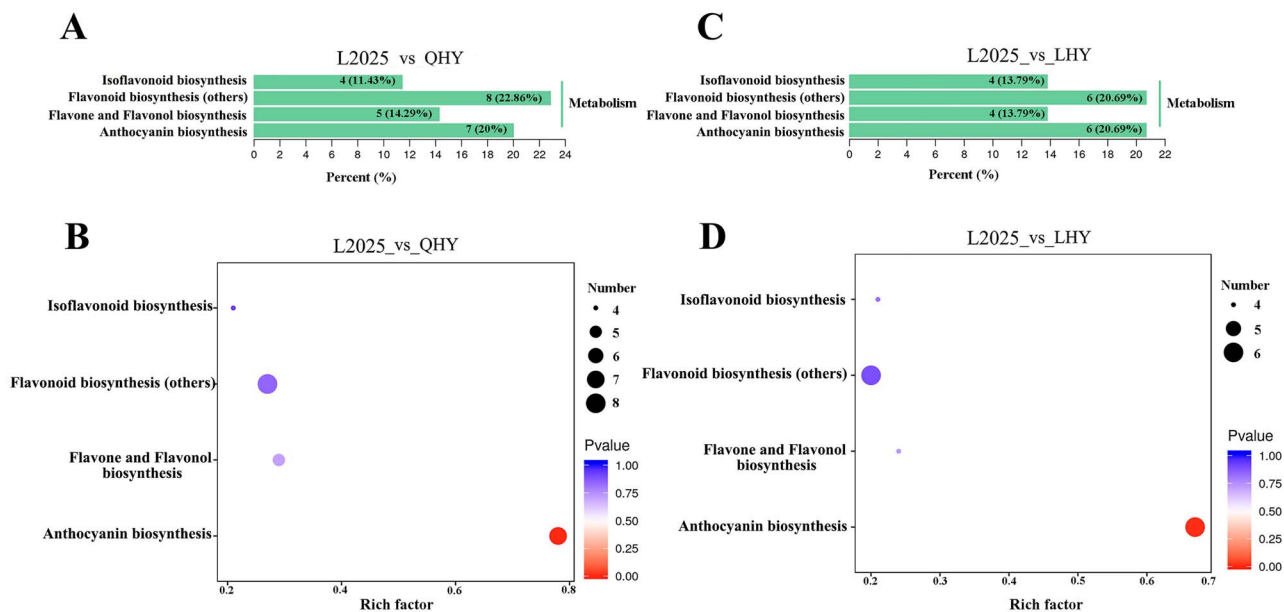 A
L2025 vs QHY
Isoflavonoid biosynthesis
4 (11.43%)
Flavonoid biosynthesis (others)
8 (22.86%)
Flavone and Flavonol biosynthesis
5 (14.29%)
Anthocyanin biosynthesis
7 (20%)
Metabolism
0 2 4 6 8 10 12 14 16 18 20 22 24
Percent (%)
C
L2025_vs_LHY
Isoflavonoid biosynthesis
4 (13.79%)
Flavonoid biosynthesis (others)
6 (20.69%)
Flavone and Flavonol biosynthesis
4 (13.79%)
Anthocyanin biosynthesis
6 (20.69%)
Metabolism
0 2 4 6 8 10 12 14 16 18 20 22
Percent (%)
B
L2025_vs_QHY
Isoflavonoid biosynthesis
Flavonoid biosynthesis (others)
Flavone and Flavonol
biosynthesis
Anthocyanin biosynthesis
0.2 0.4 0.6 0.8
Rich factor
Number
4
5
6
7
8
Pvalue
1.00
0.75
0.50
0.25
0.00
D
L2025_vs_LHY
Isoflavonoid biosynthesis
Flavonoid biosynthesis (others)
Flavone and Flavonol
biosynthesis
Anthocyanin biosynthesis
0.2 0.3 0.4 0.5 0.6 0.7
Rich factor
Number
4
5
6
Pvalue
1.00
0.75
0.50
0.25
0.00